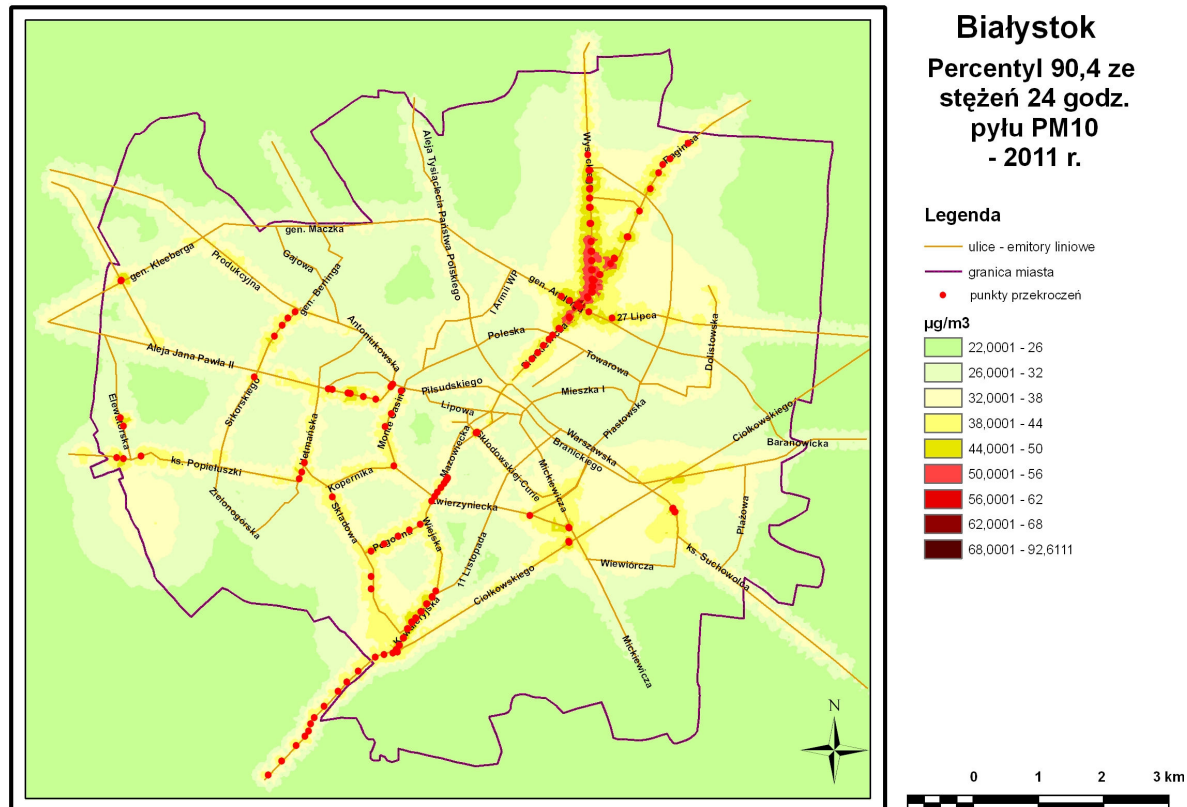 Białystok
Percentyl 90,4 ze
stężeń 24 godz.
pyłu PM10
- 2011 r.
Legenda
ulice - emitory liniowe
granica miasta
punkty przekroczeń
µg/m3
22,0001 - 26
26,0001 - 32
32,0001 - 38
38,0001 - 44
44,0001 - 50
50,0001 - 56
56,0001 - 62
62,0001 - 68
68,0001 - 92,6111
N
0 1 2 3 km
Aleja Tysiąclecia Państwa Polskiego
gen. Maczka
gen. Kleeberga
Produkcyjna
Gajowa
gen. Berlinga
I Armii WP
27 Lipca
Antoniukowska
Poleska
Towarowa
Dolistowska
Aleja Jana Pawła II
Piłsudskiego
Mieszka I
Sikorskiego
Elewatorska
Hetmańska
Lipowa
Piastowska
Ciołkowskiego
Mazowiecka
Skłodowskiej-Curie
Warszawska
Branickiego
Baranowicka
ks. Popiełuszki
Kopernika
Mickiewicza
Zwierzyniecka
Zielonogórska
Składowa
Wiejska
Plażowa
11 Listopada
Wiewiórcza
ks. Suchowolca
Ciołkowskiego
Mickiewicza